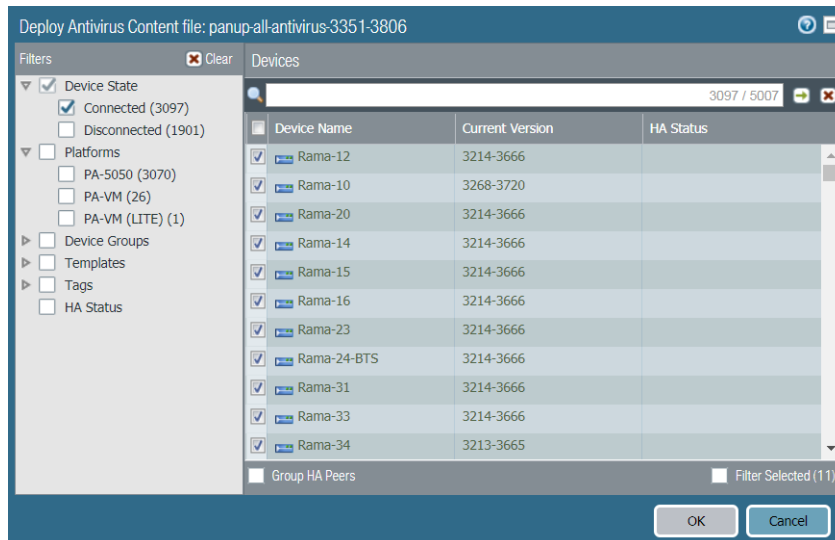 Deploy Antivirus Content file: panup-all-antivirus-3351-3806
Filters
Clear
Device State
Connected (3097)
Disconnected (1901)
Platforms
PA-5050 (3070)
PA-VM (26)
PA-VM (LITE) (1)
Device Groups
Templates
Tags
HA Status
Devices
3097 / 5007
Device Name Current Version HA Status
Rama-12 3214-3666
Rama-10 3268-3720
Rama-20 3214-3666
Rama-14 3214-3666
Rama-15 3214-3666
Rama-16 3214-3666
Rama-23 3214-3666
Rama-24-BTS 3214-3666
Rama-31 3214-3666
Rama-33 3214-3666
Rama-34 3213-3665
Group HA Peers
Filter Selected (11)
OK Cancel